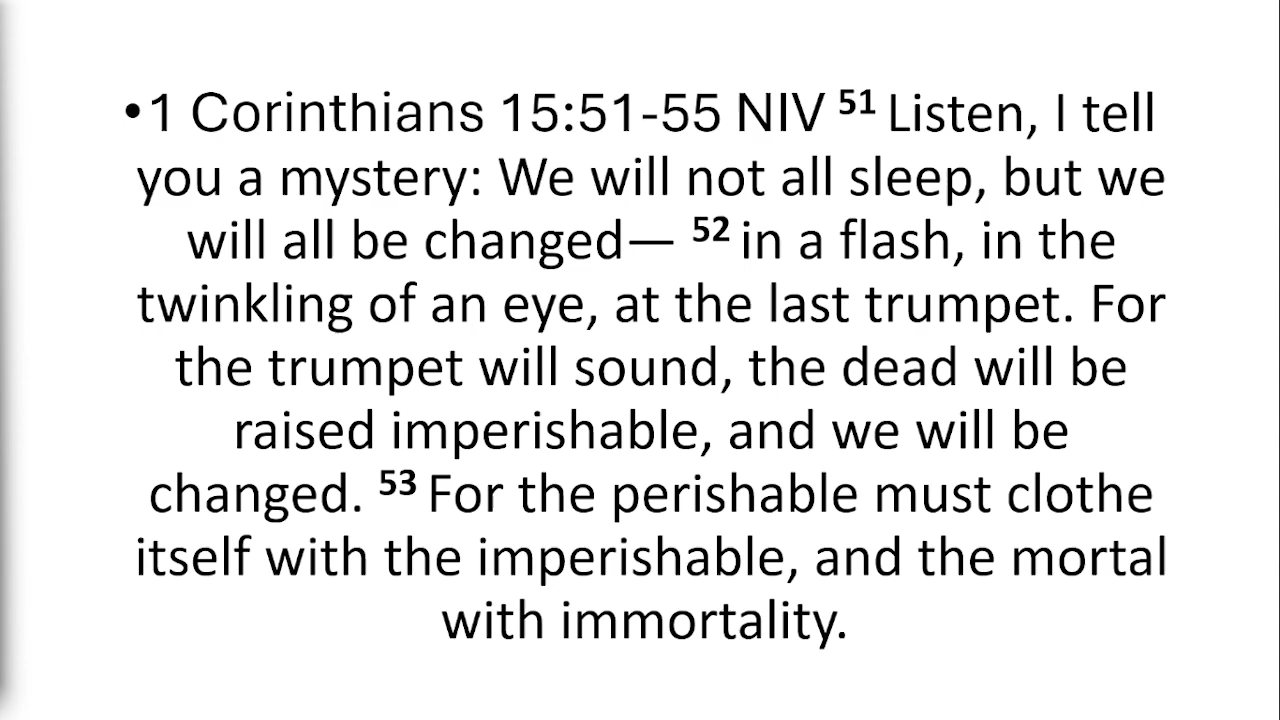 •1 Corinthians 15:51-55 NIV 51 Listen, I tell
you a mystery: We will not all sleep, but we
will all be changed— 52 in a flash, in the
twinkling of an eye, at the last trumpet. For
the trumpet will sound, the dead will be
raised imperishable, and we will be
changed. 53 For the perishable must clothe
itself with the imperishable, and the mortal
with immortality.